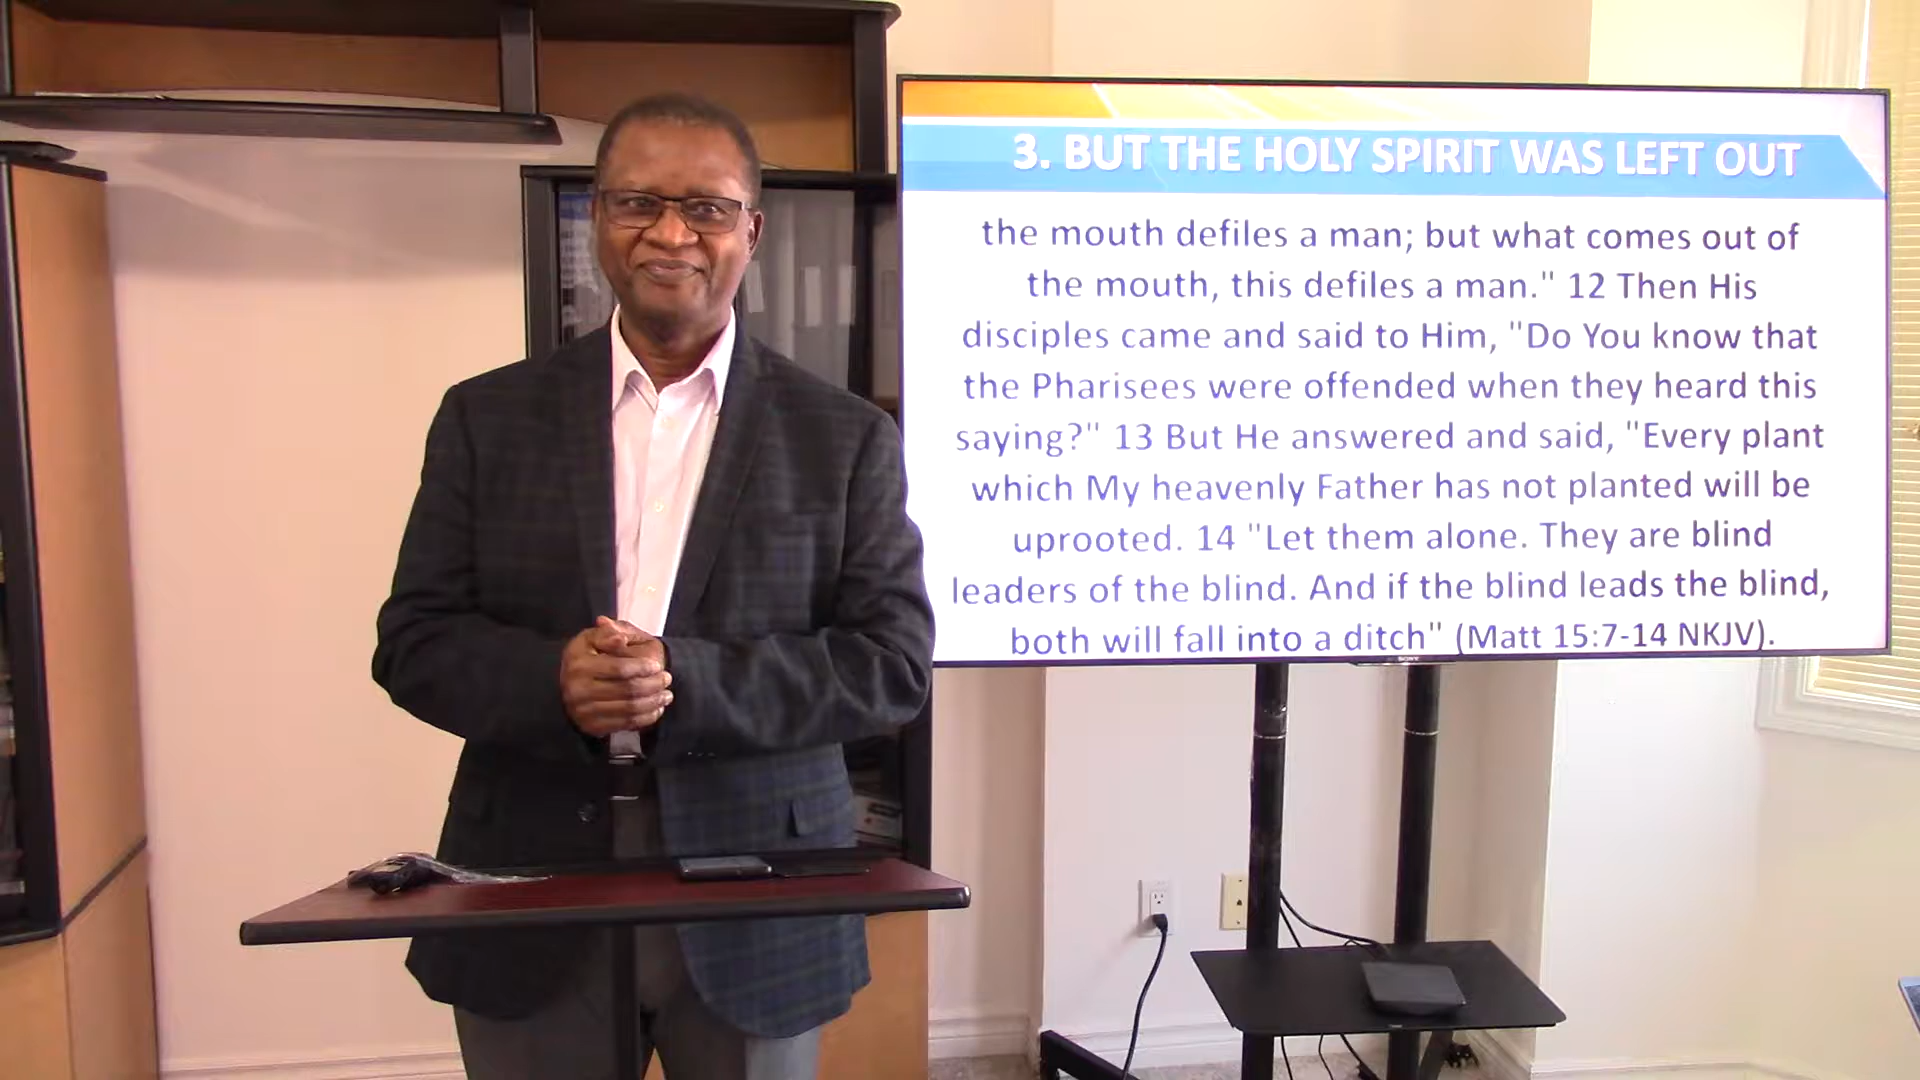 3. BUT THE HOLY SPIRIT WAS LEFT OUT
the mouth defiles a man; but what comes out of
the mouth, this defiles a man." 12 Then His
disciples came and said to Him, "Do You know that
the Pharisees were offended when they heard this
saying?" 13 But He answered and said, "Every plant
which My heavenly Father has not planted will be
uprooted. 14 "Let them alone. They are blind
leaders of the blind. And if the blind leads the blind,
both will fall into a ditch" (Matt 15:7-14 NKJV).
SONY